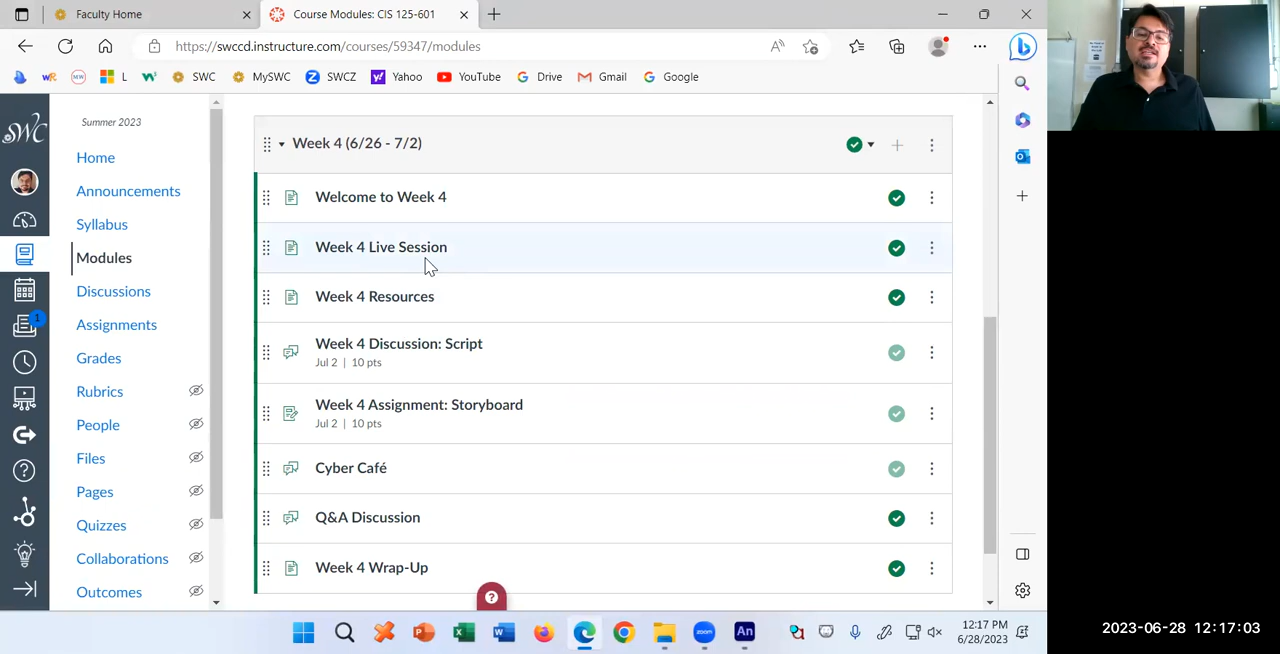 Faculty Home
Course Modules: CIS 125-601
https://swccd.instructure.com/courses/59347/modules
L
SWC
MySWC
SWCZ
Yahoo
YouTube
Drive
Gmail
Google
SWC
Summer 2023
Home
Announcements
Syllabus
Modules
Discussions
Assignments
Grades
Rubrics
People
Files
Pages
Quizzes
Collaborations
Outcomes
1
Week 4 (6/26 - 7/2)
Welcome to Week 4
Week 4 Live Session
Week 4 Resources
Week 4 Discussion: Script
Jul 2 | 10 pts
Week 4 Assignment: Storyboard
Jul 2 | 10 pts
Cyber Café
Q&A Discussion
Week 4 Wrap-Up
zoom
An
12:17 PM
6/28/2023
2023-06-28 12:17:03